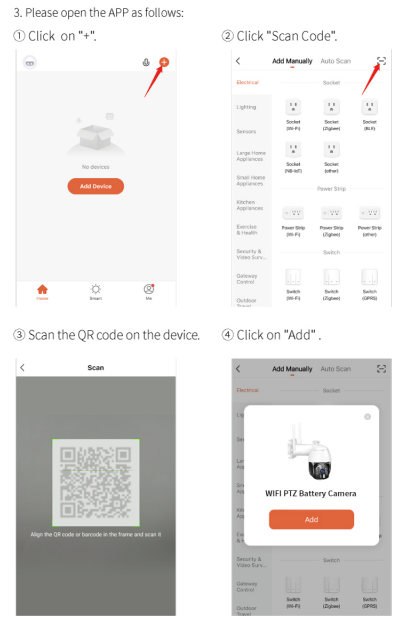 3. Please open the APP as follows:
① Click on "+".
② Click "Scan Code".
No devices
Add Device
Home
Smart
Me
Add Manually
Auto Scan
Electrical
Lighting
Sensors
Large Home
Appliances
Small Home
Appliances
Kitchen
Appliances
Exercise
& Health
Security &
Video Surv...
Gateway
Control
Outdoor
Travel
Socket
Socket
(Wi-Fi)
Socket
(Zigbee)
Socket
(BLE)
Socket
(NB-IoT)
Socket
(other)
Power Strip
Power Strip
(Wi-Fi)
Power Strip
(Zigbee)
Power Strip
(other)
Switch
Switch
(Wi-Fi)
Switch
(Zigbee)
Switch
(GPRS)
③ Scan the QR code on the device.
④ Click on "Add" .
Scan
Align the QR code or barcode in the frame and scan it
Add Manually
Auto Scan
Electrical
Socket
WIFI PTZ Battery Camera
Add
Security &
Video Surv...
Gateway
Control
Outdoor
Travel
Switch
Switch
(Wi-Fi)
Switch
(Zigbee)
Switch
(GPRS)